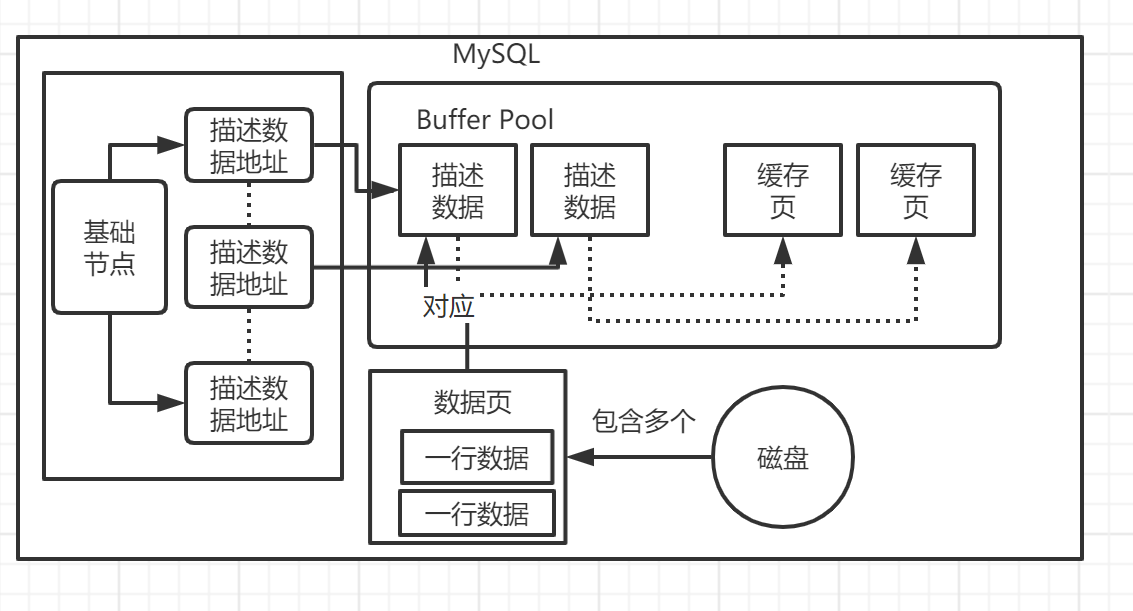 MySQL
Buffer Pool
描述数
据地址
描述
数据
描述
数据
缓存
页
缓存
页
基础
节点
描述数
据地址
对应
描述数
据地址
数据页
一行数据
一行数据
包含多个
磁盘